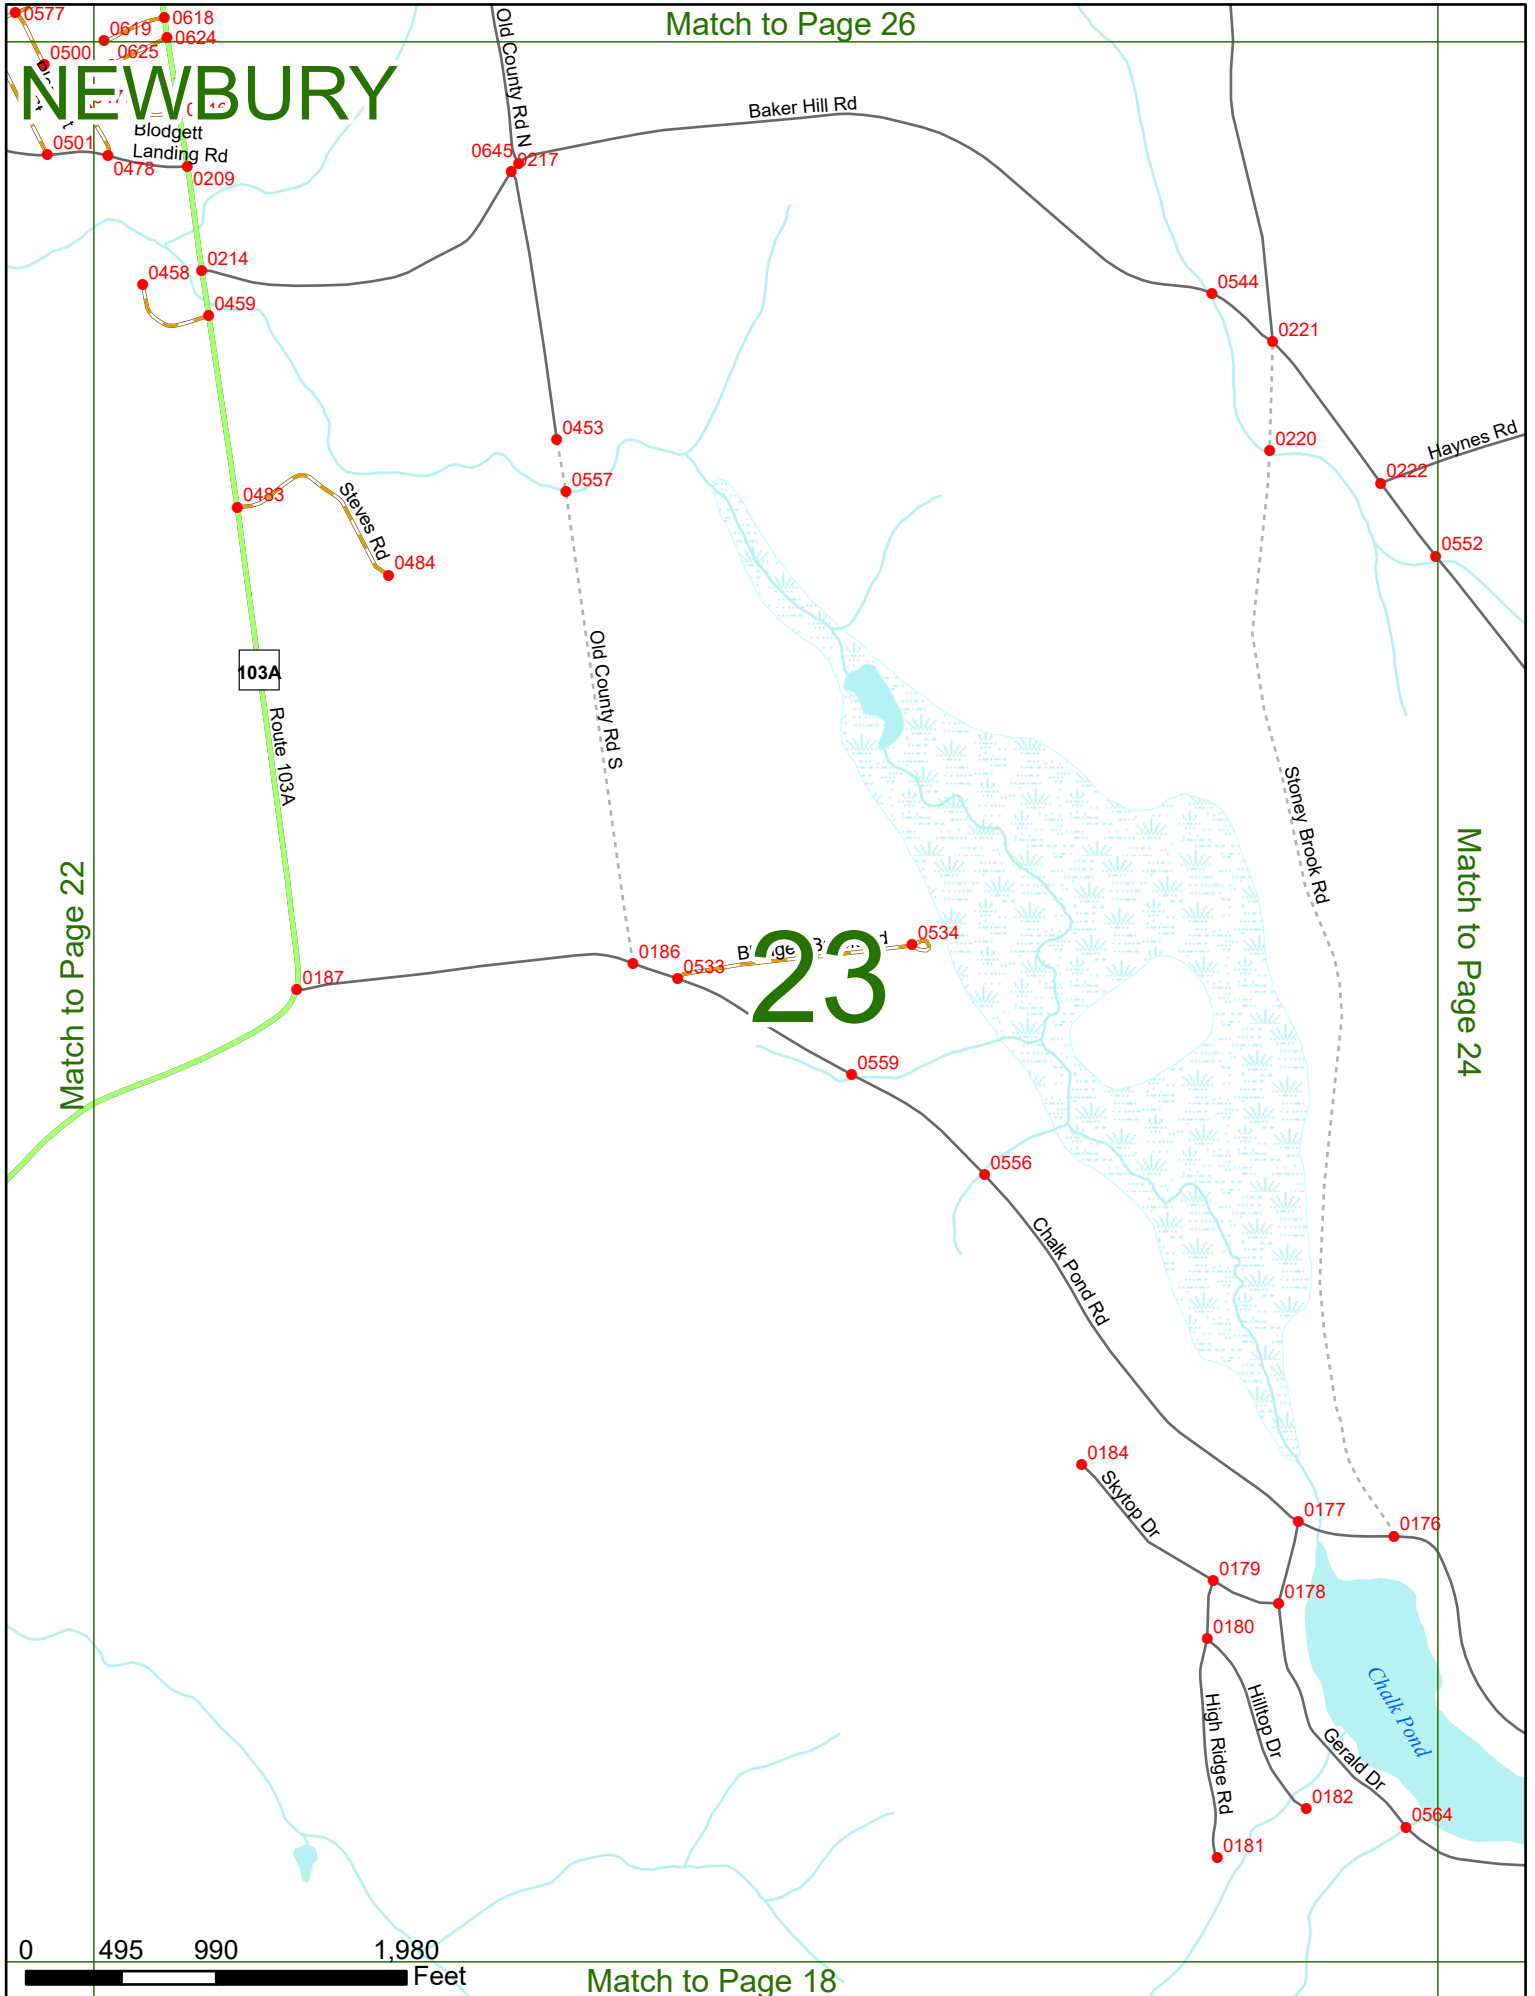 0577
0618
Match to Page 26
0619
0624
0500
0625
NEWBURY
Old County Rd N
Baker Hill Rd
Blodgett
Landing Rd
0501
0478
0209
0645
0217
0214
0458
0459
0544
0221
0453
0220
Haynes Rd
0222
0557
0483
Steves Rd
0484
0552
Old County Rd S
103A
Route 103A
Stoney Brook Rd
Match to Page 22
Match to Page 24
0186
0533
0534
23
0187
0559
0556
Chalk Pond Rd
0184
Skytop Dr
0177
0176
0179
0178
0180
High Ridge Rd
Hilltop Dr
Gerald Dr
Chalk Pond
0182
0564
0181
0 495 990 1,980
Feet
Match to Page 18